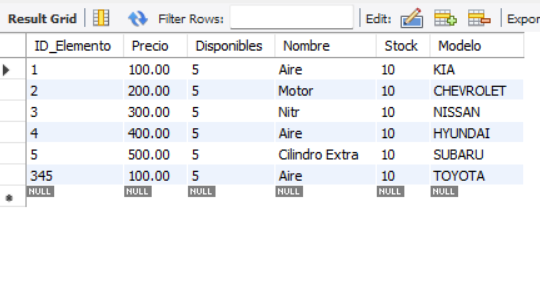 Result Grid Filter Rows: Edit: Expor
ID_Elemento Precio Disponibles Nombre Stock Modelo
1 100.00 5 Aire 10 KIA
2 200.00 5 Motor 10 CHEVROLET
3 300.00 5 Nitr 10 NISSAN
4 400.00 5 Aire 10 HYUNDAI
5 500.00 5 Cilindro Extra 10 SUBARU
345 100.00 5 Aire 10 TOYOTA
NULL NULL NULL NULL NULL NULL